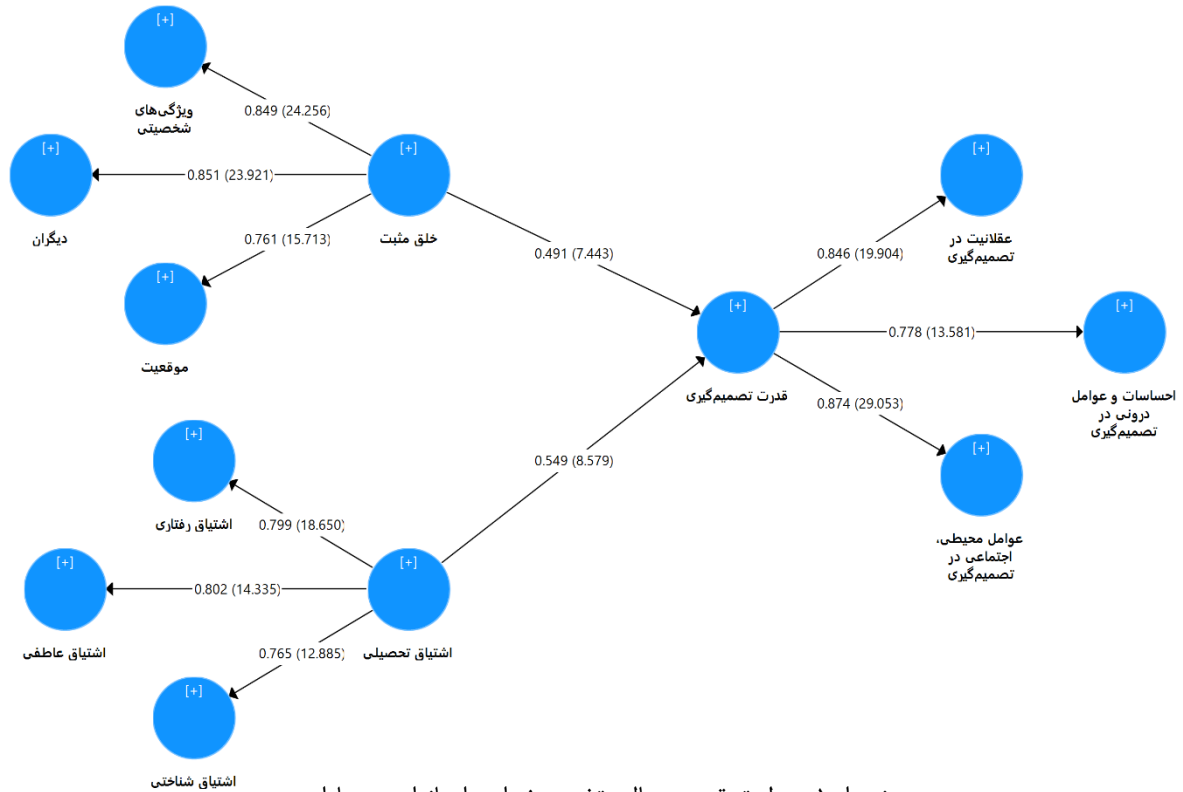 [+]
ویژگی‌های
شخصیتی
0.849 (24.256)
[+]
دیگران
0.851 (23.921)
[+]
خلق مثبت
0.761 (15.713)
[+]
موقعیت
0.491 (7.443)
[+]
عقلانیت در
تصمیم‌گیری
0.846 (19.904)
[+]
قدرت تصمیم‌گیری
0.778 (13.581)
[+]
احساسات و عوامل
درونی در
تصمیم‌گیری
0.874 (29.053)
[+]
عوامل محیطی،
اجتماعی در
تصمیم‌گیری
0.549 (8.579)
[+]
اشتیاق رفتاری
0.799 (18.650)
[+]
اشتیاق عاطفی
0.802 (14.335)
[+]
اشتیاق تحصیلی
0.765 (12.885)
[+]
اشتیاق شناختی